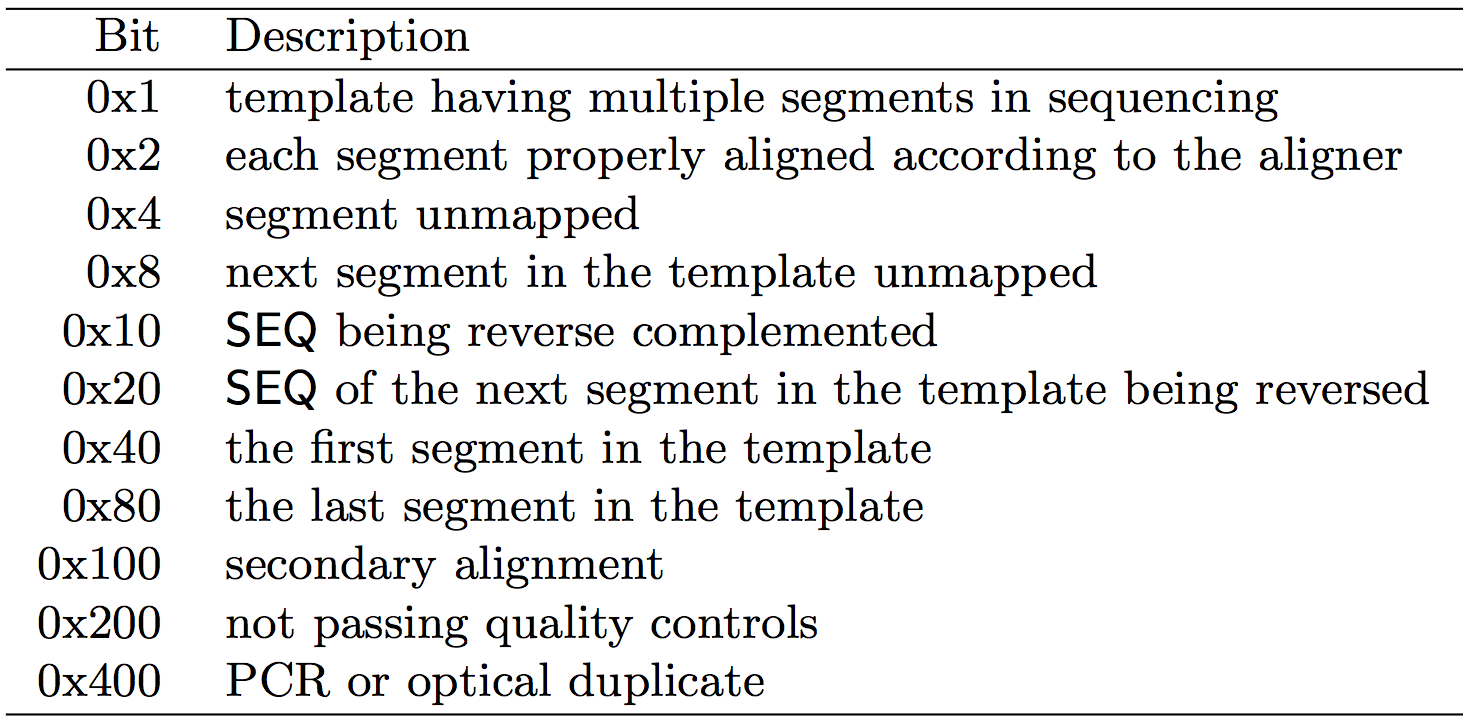 Bit Description
0x1 template having multiple segments in sequencing
0x2 each segment properly aligned according to the aligner
0x4 segment unmapped
0x8 next segment in the template unmapped
0x10 SEQ being reverse complemented
0x20 SEQ of the next segment in the template being reversed
0x40 the first segment in the template
0x80 the last segment in the template
0x100 secondary alignment
0x200 not passing quality controls
0x400 PCR or optical duplicate